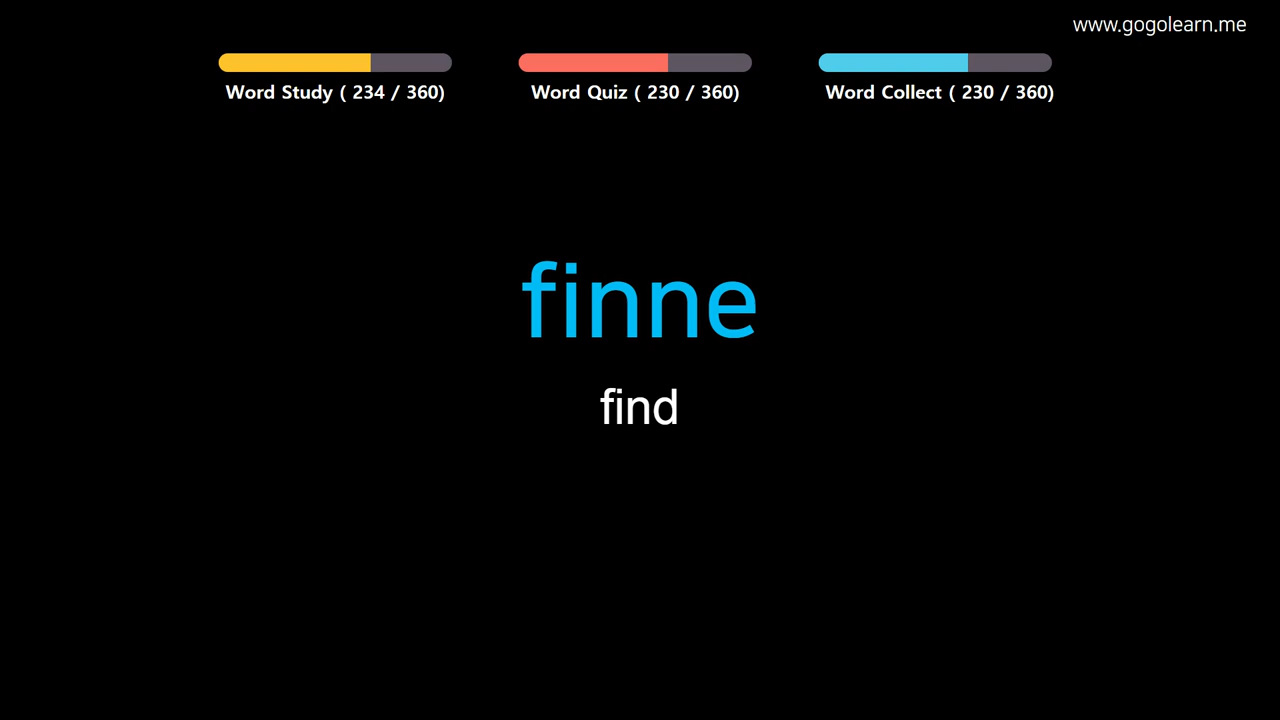 www.gogolearn.me
Word Study ( 234 / 360)
Word Quiz ( 230 / 360)
Word Collect ( 230 / 360)
finne
find